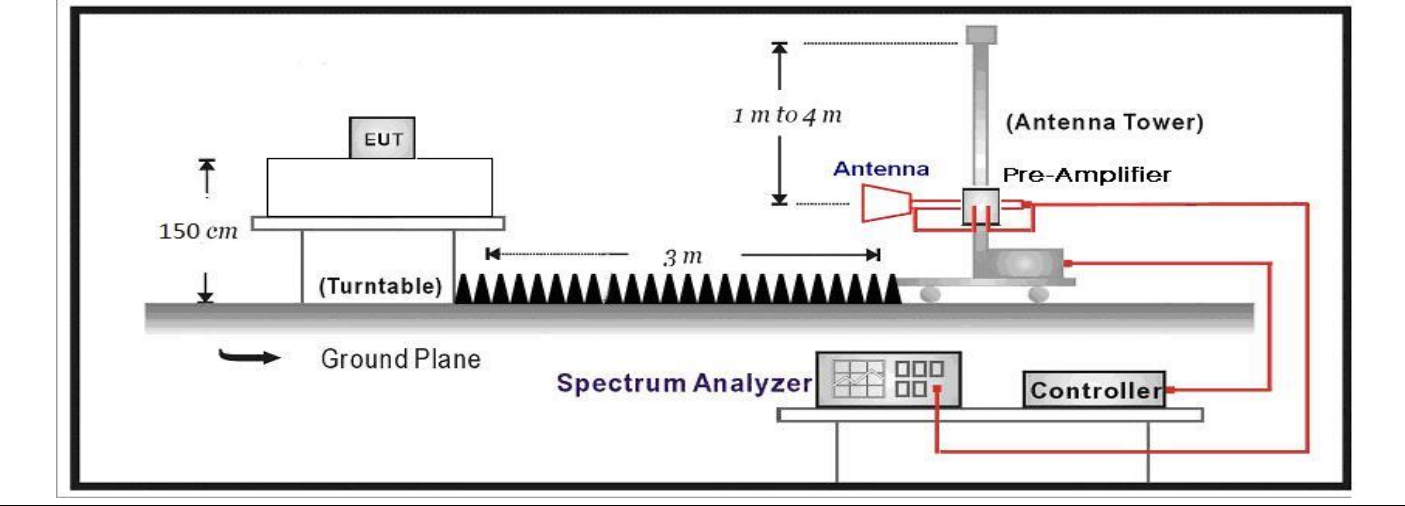 1 m to 4 m
(Antenna Tower)
EUT
Antenna
Pre-Amplifier
150 cm
3 m
(Turntable)
Ground Plane
Spectrum Analyzer
Controller